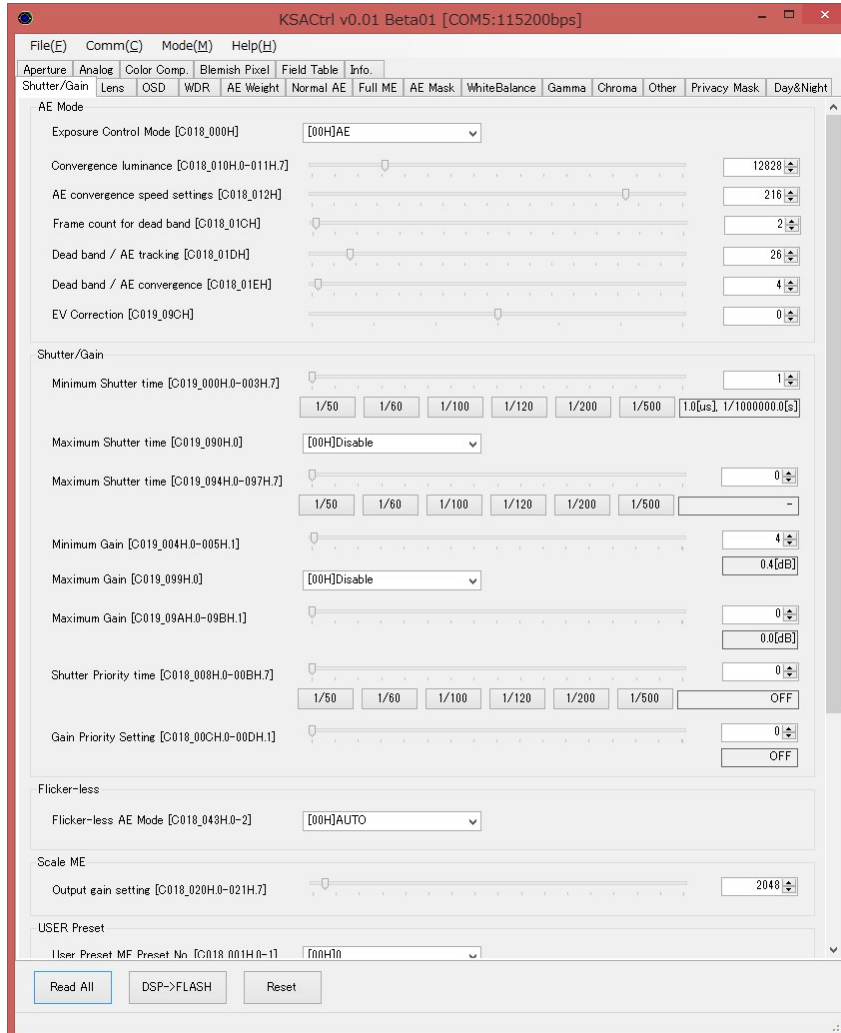 KSACtrl v0.01 Beta01 [COM5:115200bps]
File(F) Comm(C) Mode(M) Help(H)
Aperture Analog Color Comp. Blemish Pixel Field Table Info.
Shutter/Gain Lens OSD WDR AE Weight Normal AE Full ME AE Mask WhiteBalance Gamma Chroma Other Privacy Mask Day&Night
AE Mode
Exposure Control Mode [C018_000H] [00H]AE
Convergence luminance [C018_010H.0-011H.7] 12828
AE convergence speed settings [C018_012H] 216
Frame count for dead band [C018_01CH] 2
Dead band / AE tracking [C018_01DH] 26
Dead band / AE convergence [C018_01EH] 4
EV Correction [C019_09CH] 0
Shutter/Gain
Minimum Shutter time [C019_000H.0-003H.7] 1
1/50 1/60 1/100 1/120 1/200 1/500 1.0[us], 1/1000000.0[s]
Maximum Shutter time [C019_090H.0] [00H]Disable
Maximum Shutter time [C019_094H.0-097H.7] 0
1/50 1/60 1/100 1/120 1/200 1/500 -
Minimum Gain [C019_004H.0-005H.1] 4
0.4[dB]
Maximum Gain [C019_099H.0] [00H]Disable
Maximum Gain [C019_09AH.0-09BH.1] 0
0.0[dB]
Shutter Priority time [C018_008H.0-00BH.7] 0
1/50 1/60 1/100 1/120 1/200 1/500 OFF
Gain Priority Setting [C018_00CH.0-00DH.1] 0
OFF
Flicker-less
Flicker-less AE Mode [C018_043H.0-2] [00H]AUTO
Scale ME
Output gain setting [C018_020H.0-021H.7] 2048
USER Preset
User Preset ME Preset No. [C018_001H.0-1] [00H]0
Read All DSP->FLASH Reset